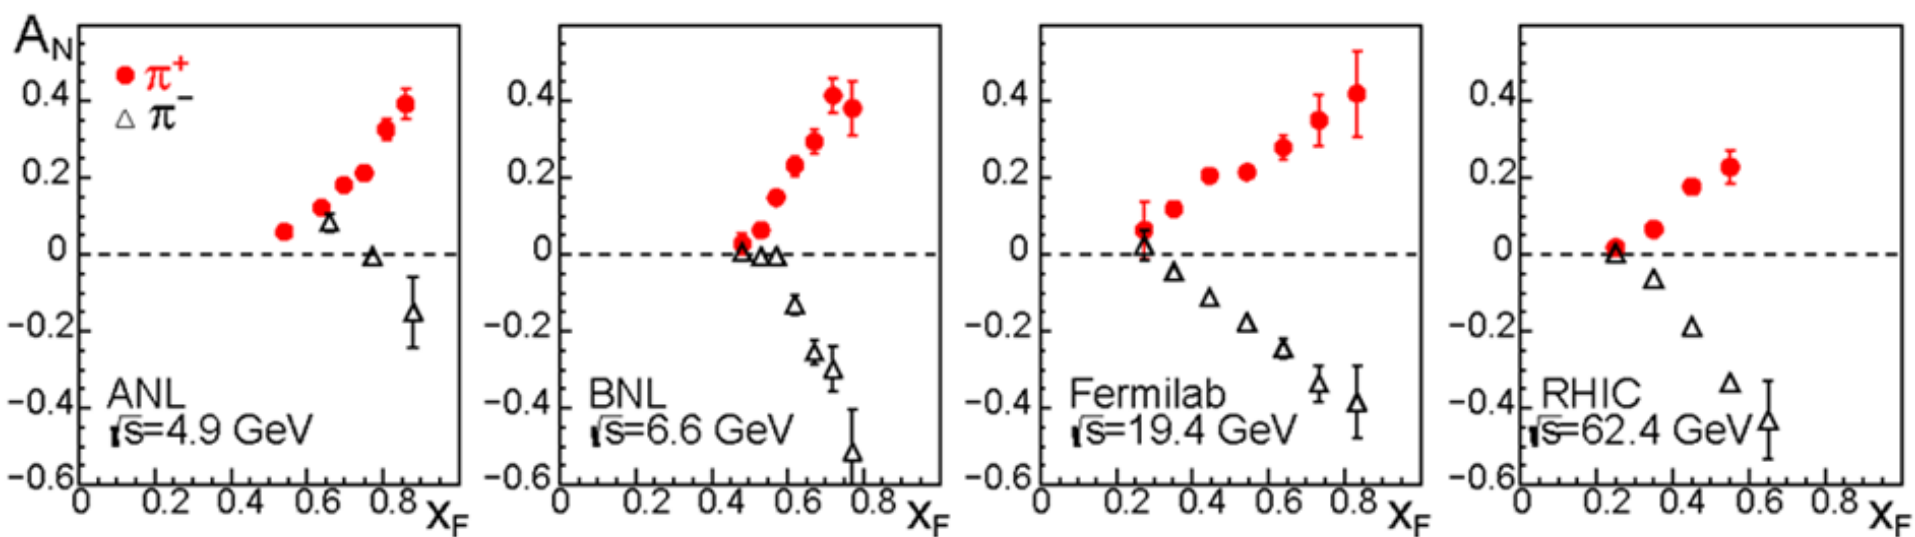 A_N
π⁺
π⁻
0.4
0.2
0
−0.2
−0.4
−0.6
ANL
√s=4.9 GeV
0 0.2 0.4 0.6 0.8 X_F
0.4
0.2
0
−0.2
−0.4
−0.6
BNL
√s=6.6 GeV
0 0.2 0.4 0.6 0.8 X_F
0.4
0.2
0
−0.2
−0.4
−0.6
Fermilab
√s=19.4 GeV
0 0.2 0.4 0.6 0.8 X_F
0.4
0.2
0
−0.2
−0.4
−0.6
RHIC
√s=62.4 GeV
0 0.2 0.4 0.6 0.8 X_F